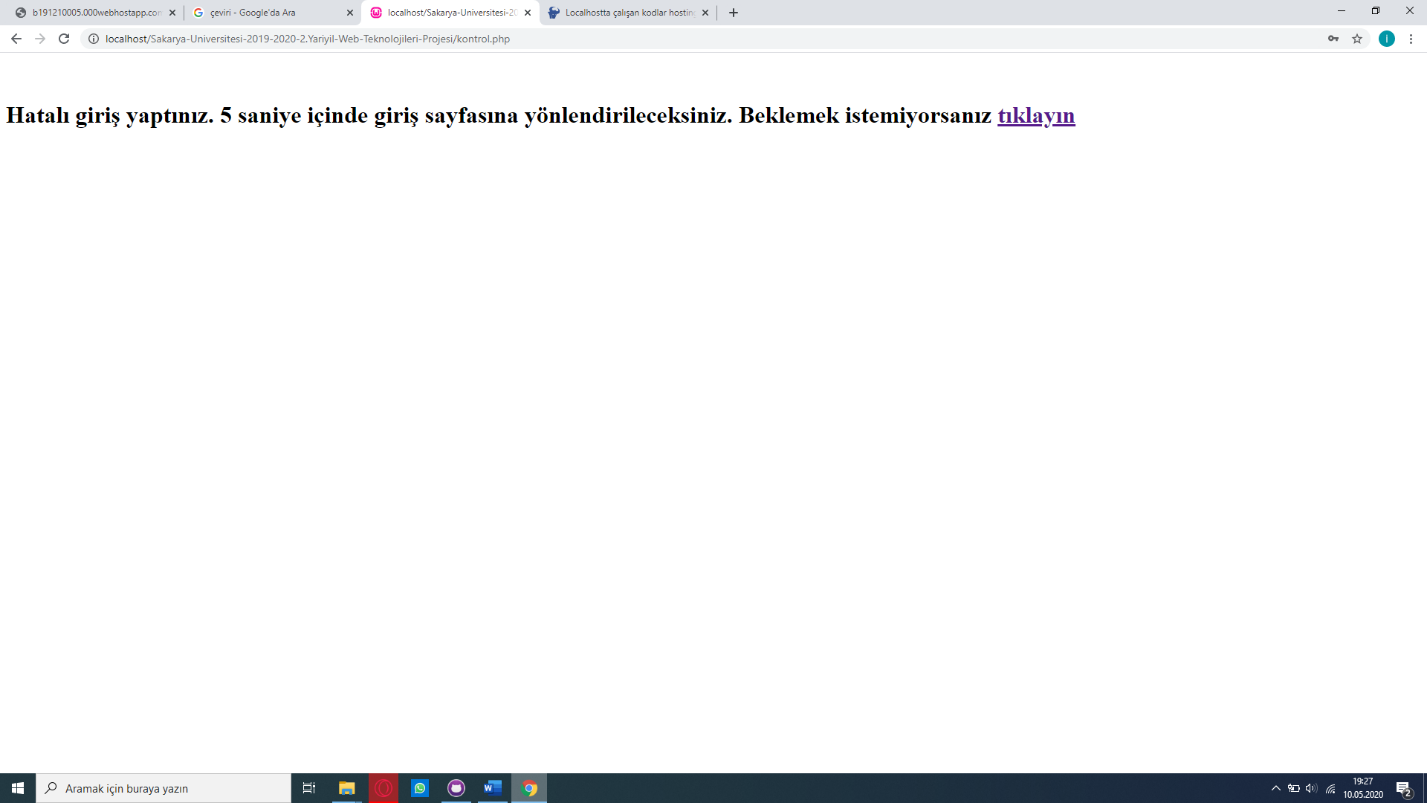 b191210005.000webhostapp.com
çeviri - Google'da Ara
localhost/Sakarya-Universitesi-20
Localhostta çalışan kodlar hosting
localhost/Sakarya-Universitesi-2019-2020-2.Yariyil-Web-Teknolojileri-Projesi/kontrol.php
I
Hatalı giriş yaptınız. 5 saniye içinde giriş sayfasına yönlendirileceksiniz. Beklemek istemiyorsanız tıklayın
Aramak için buraya yazın
W
19:27
10.05.2020
2